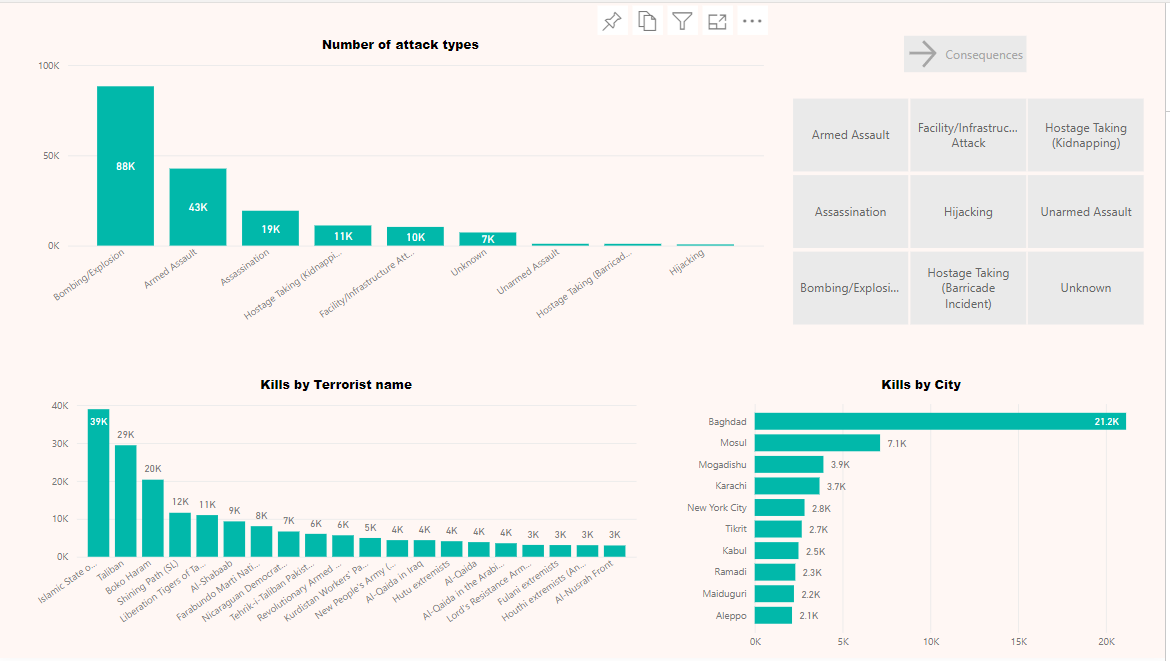 Number of attack types
100K
50K
0K
88K
43K
19K
11K
10K
7K
Bombing/Explosion
Armed Assault
Assassination
Hostage Taking (Kidnappi...
Facility/Infrastructure Att...
Unknown
Unarmed Assault
Hostage Taking (Barricad...
Hijacking
Consequences
Armed Assault
Facility/Infrastruc...
Attack
Hostage Taking
(Kidnapping)
Assassination
Hijacking
Unarmed Assault
Bombing/Explosi...
Hostage Taking
(Barricade
Incident)
Unknown
Kills by Terrorist name
40K
30K
20K
10K
0K
39K
29K
20K
12K
11K
9K
8K
7K
6K
6K
5K
4K
4K
4K
4K
4K
3K
3K
3K
3K
Islamic State o...
Taliban
Boko Haram
Shining Path (SL)
Liberation Tigers of Ta...
Al-Shabaab
Farabundo Marti Nati...
Nicaraguan Democrat...
Tehrik-i-Taliban Pakist...
Revolutionary Armed ...
Kurdistan Workers' Pa...
New People's Army (...
Al-Qaida in Iraq
Hutu extremists
Al-Qaida
Al-Qaida in the Arabi...
Lord's Resistance Arm...
Fulani extremists
Houthi extremists (An...
Al-Nusrah Front
Kills by City
Baghdad 21.2K
Mosul 7.1K
Mogadishu 3.9K
Karachi 3.7K
New York City 2.8K
Tikrit 2.7K
Kabul 2.5K
Ramadi 2.3K
Maiduguri 2.2K
Aleppo 2.1K
0K 5K 10K 15K 20K